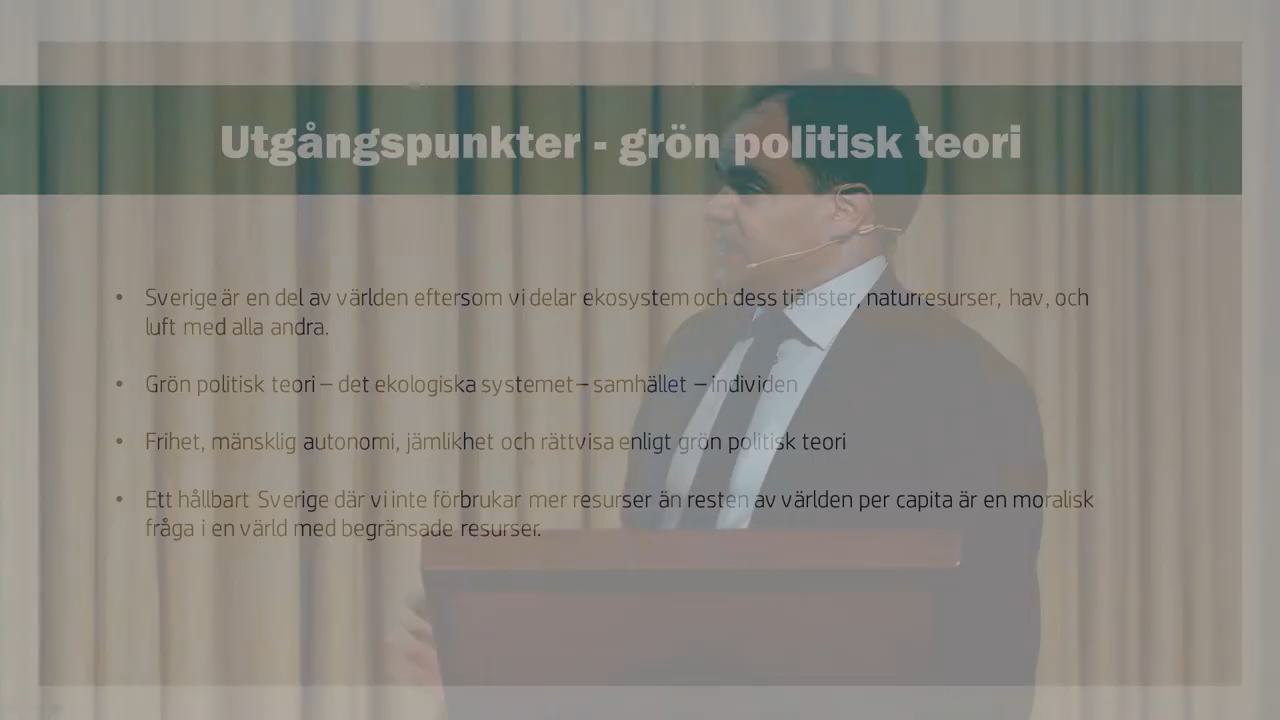 Utgångspunkter - grön politisk teori
• Sverige är en del av världen eftersom vi delar ekosystem och dess tjänster, naturresurser, hav, och
luft med alla andra.
• Grön politisk teori – det ekologiska systemet – samhället – individen
• Frihet, mänsklig autonomi, jämlikhet och rättvisa enligt grön politisk teori
• Ett hållbart Sverige där vi inte förbrukar mer resurser än resten av världen per capita är en moralisk
fråga i en värld med begränsade resurser.